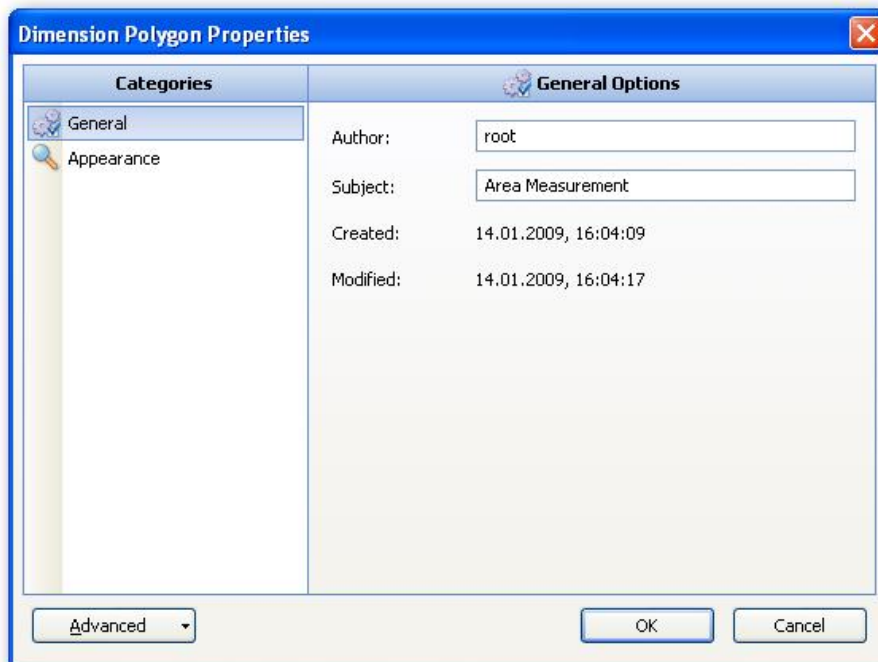 Dimension Polygon Properties
Categories
General
Appearance
General Options
Author: root
Subject: Area Measurement
Created: 14.01.2009, 16:04:09
Modified: 14.01.2009, 16:04:17
Advanced
OK
Cancel